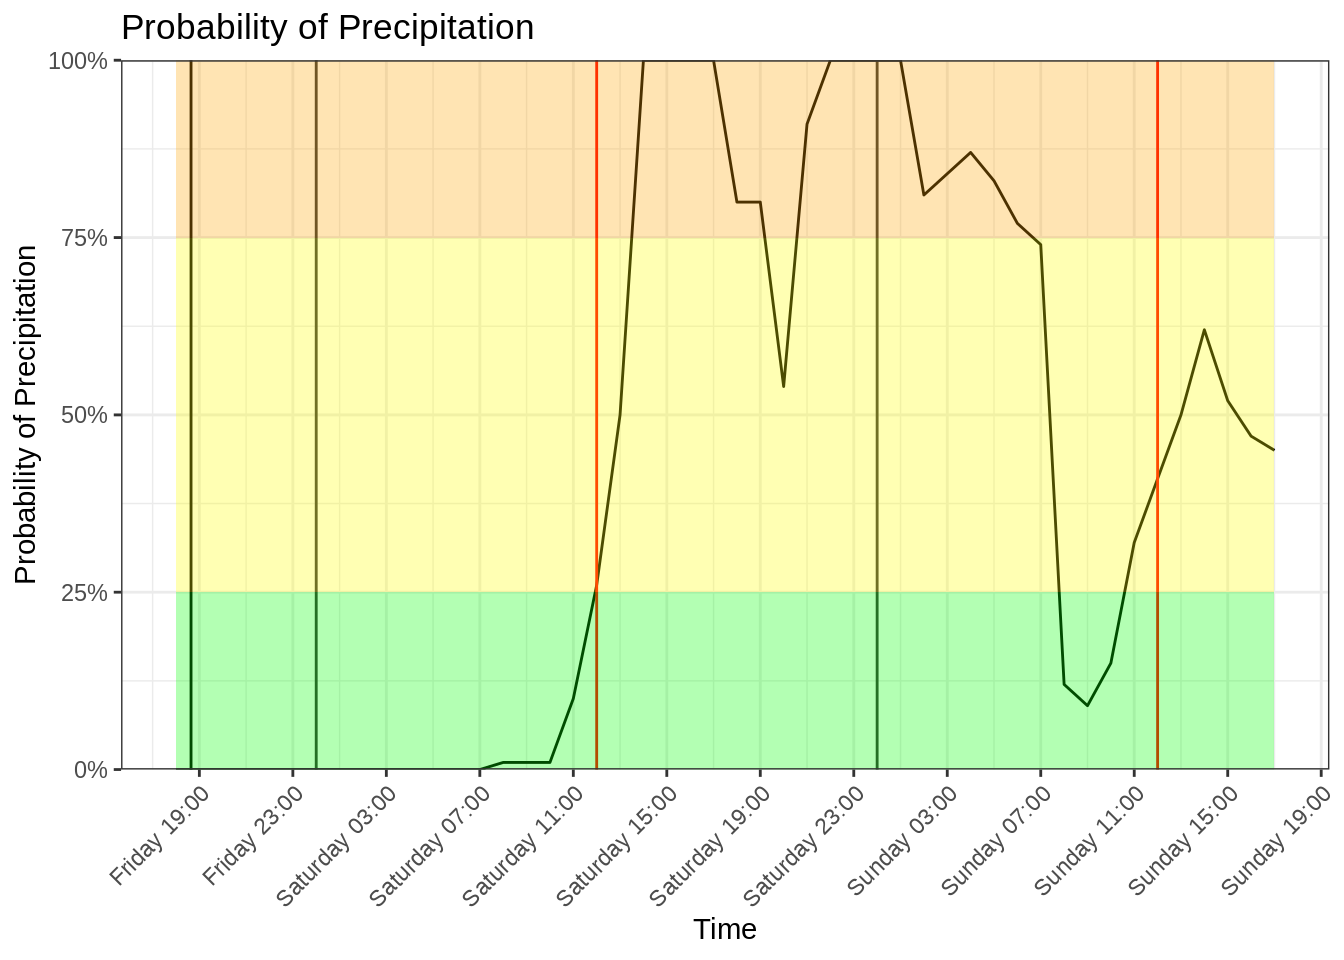 Probability of Precipitation
Probability of Precipitation
100%
75%
50%
25%
0%
Friday 19:00
Friday 23:00
Saturday 03:00
Saturday 07:00
Saturday 11:00
Saturday 15:00
Saturday 19:00
Saturday 23:00
Sunday 03:00
Sunday 07:00
Sunday 11:00
Sunday 15:00
Sunday 19:00
Time